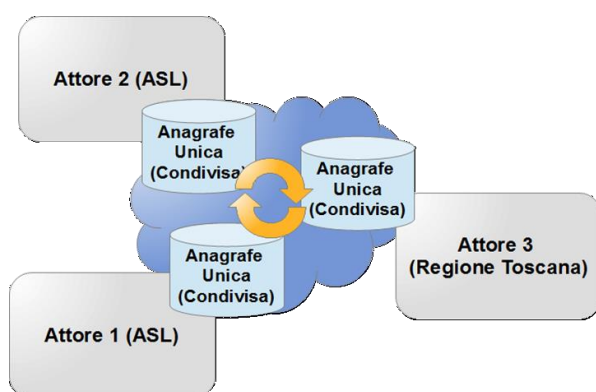 Attore 2 (ASL)
Anagrafe
Unica
(Condivisa)
Anagrafe
Unica
(Condivisa)
Attore 3
(Regione Toscana)
Anagrafe
Unica
(Condivisa)
Attore 1 (ASL)